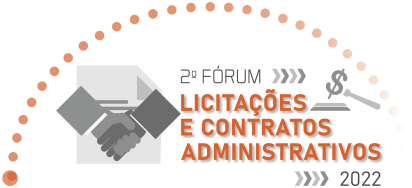 2º FÓRUM
LICITAÇÕES
E CONTRATOS
ADMINISTRATIVOS
2022